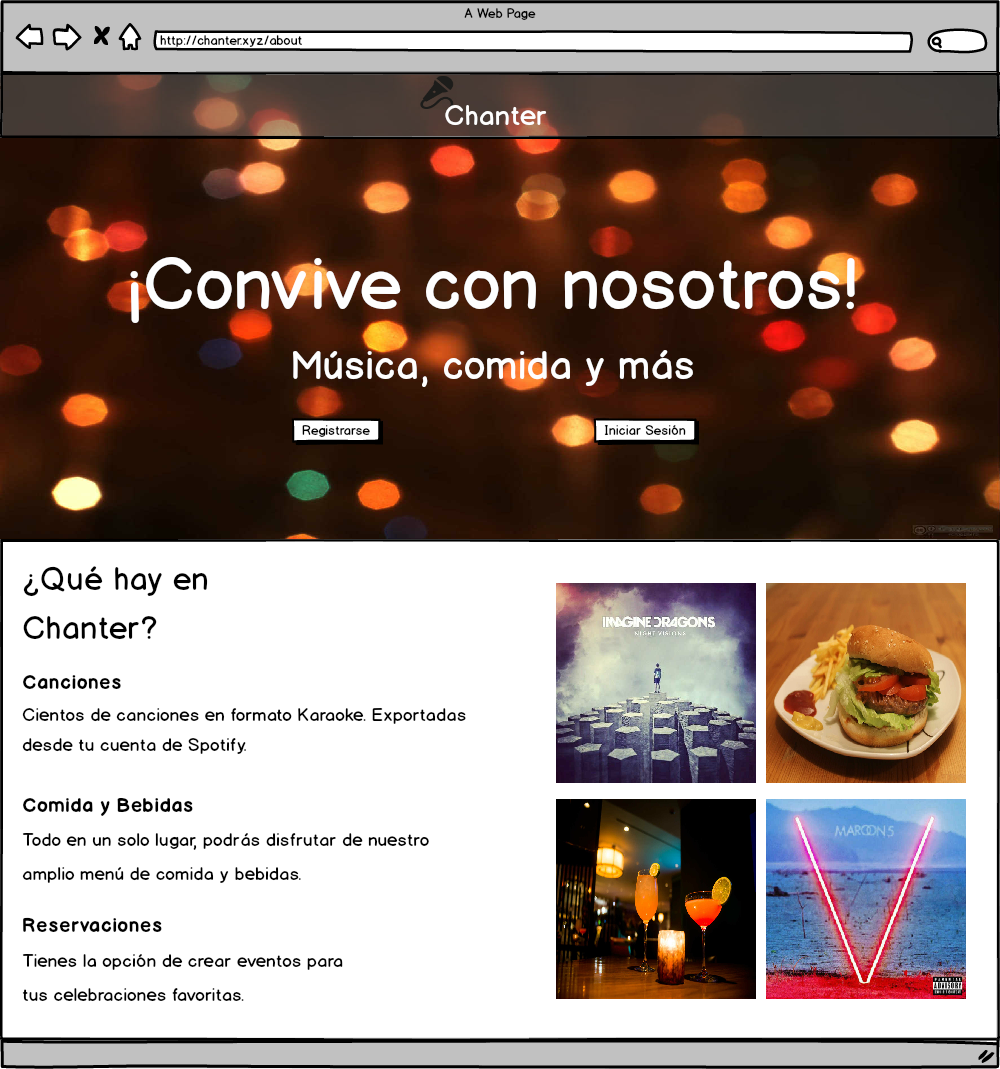 A Web Page
http://chanter.xyz/about
Chanter
¡Convive con nosotros!
Música, comida y más
Registrarse
Iniciar Sesión
¿Qué hay en
Chanter?
Canciones
Cientos de canciones en formato Karaoke. Exportadas
desde tu cuenta de Spotify.
Comida y Bebidas
Todo en un solo lugar, podrás disfrutar de nuestro
amplio menú de comida y bebidas.
Reservaciones
Tienes la opción de crear eventos para
tus celebraciones favoritas.
IMAGINE DRAGONS
NIGHT VISIONS
MAROON 5
V
ADVISORY